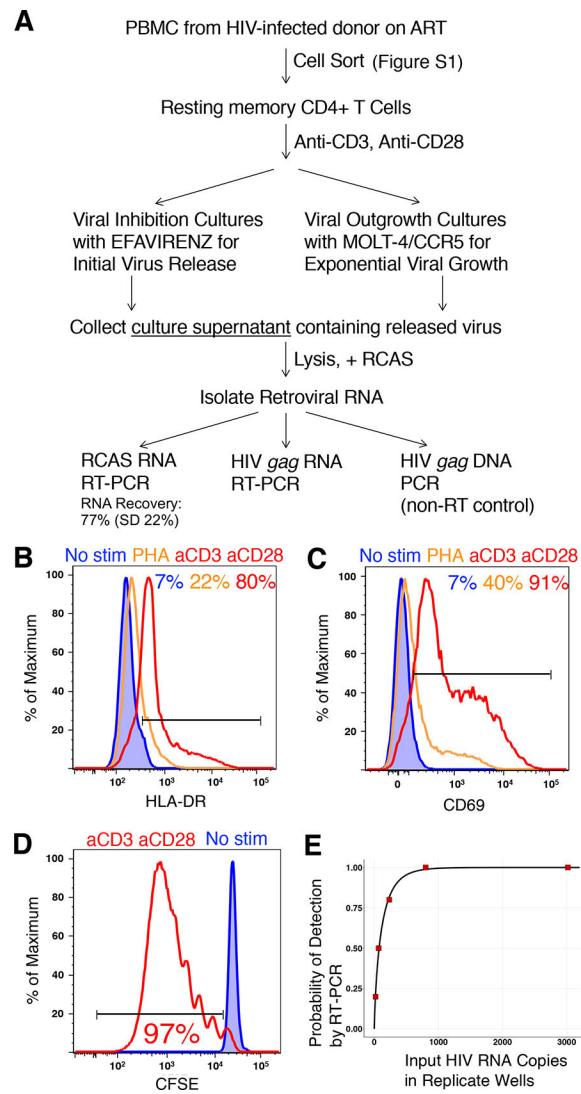 A
PBMC from HIV-infected donor on ART
Cell Sort (Figure S1)
Resting memory CD4+ T Cells
Anti-CD3, Anti-CD28
Viral Inhibition Cultures
with EFAVIRENZ for
Initial Virus Release
Viral Outgrowth Cultures
with MOLT-4/CCR5 for
Exponential Viral Growth
Collect culture supernatant containing released virus
Lysis, + RCAS
Isolate Retroviral RNA
RCAS RNA
RT-PCR
RNA Recovery:
77% (SD 22%)
HIV gag RNA
RT-PCR
HIV gag DNA
PCR
(non-RT control)
B
No stim PHA aCD3 aCD28
7% 22% 80%
% of Maximum
100
80
60
40
20
10² 10³ 10⁴ 10⁵
HLA-DR
C
No stim PHA aCD3 aCD28
7% 40% 91%
% of Maximum
100
80
60
40
20
0 10³ 10⁴ 10⁵
CD69
D
aCD3 aCD28 No stim
% of Maximum
100
80
60
40
20
0
97%
10² 10³ 10⁴ 10⁵
CFSE
E
Probability of Detection
by RT-PCR
1.00
0.75
0.50
0.25
0.00
0 1000 2000 3000
Input HIV RNA Copies
in Replicate Wells